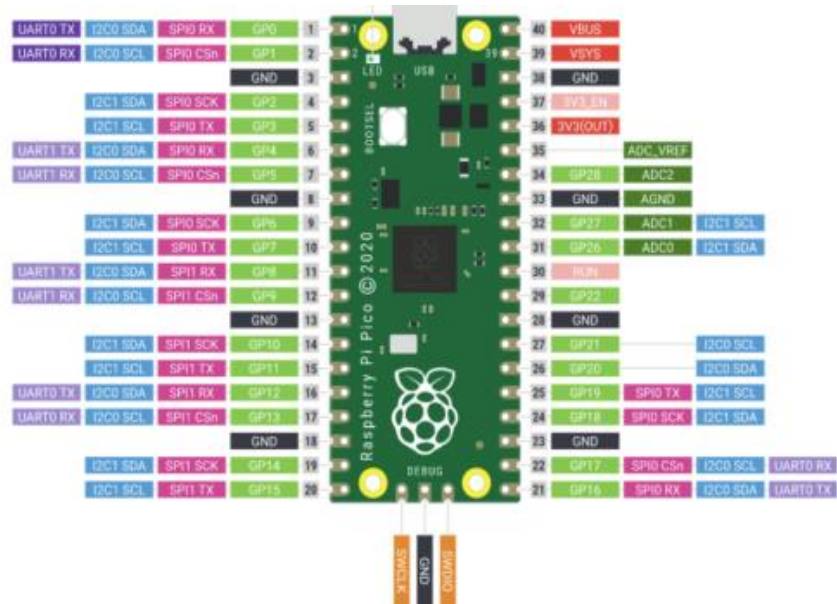 UART0 TX I2C0 SDA SPI0 RX GP0 1 1 40 VBUS
UART0 RX I2C0 SCL SPI0 CSn GP1 2 2 39 39 VSYS
GND 3 LED USB 38 GND
I2C1 SDA SPI0 SCK GP2 4 37 3V3_EN
I2C1 SCL SPI0 TX GP3 5 BOOTSEL 36 3V3(OUT)
UART1 TX I2C0 SDA SPI0 RX GP4 6 35 ADC_VREF
UART1 RX I2C0 SCL SPI0 CSn GP5 7 34 GP28 ADC2
GND 8 33 GND AGND
I2C1 SDA SPI0 SCK GP6 9 32 GP27 ADC1 I2C1 SCL
I2C1 SCL SPI0 TX GP7 10 31 GP26 ADC0 I2C1 SDA
UART1 TX I2C0 SDA SPI1 RX GP8 11 30 RUN
UART1 RX I2C0 SCL SPI1 CSn GP9 12 29 GP22
GND 13 28 GND
I2C1 SDA SPI1 SCK GP10 14 27 GP21 I2C0 SCL
I2C1 SCL SPI1 TX GP11 15 26 GP20 I2C0 SDA
UART0 TX I2C0 SDA SPI1 RX GP12 16 25 GP19 SPI0 TX I2C1 SCL
UART0 RX I2C0 SCL SPI1 CSn GP13 17 24 GP18 SPI0 SCK I2C1 SDA
GND 18 23 GND
I2C1 SDA SPI1 SCK GP14 19 22 GP17 SPI0 CSn I2C0 SCL UART0 RX
I2C1 SCL SPI1 TX GP15 20 21 GP16 SPI0 RX I2C0 SDA UART0 TX
Raspberry Pi Pico ©2020
DEBUG
SWCLK GND SWDIO